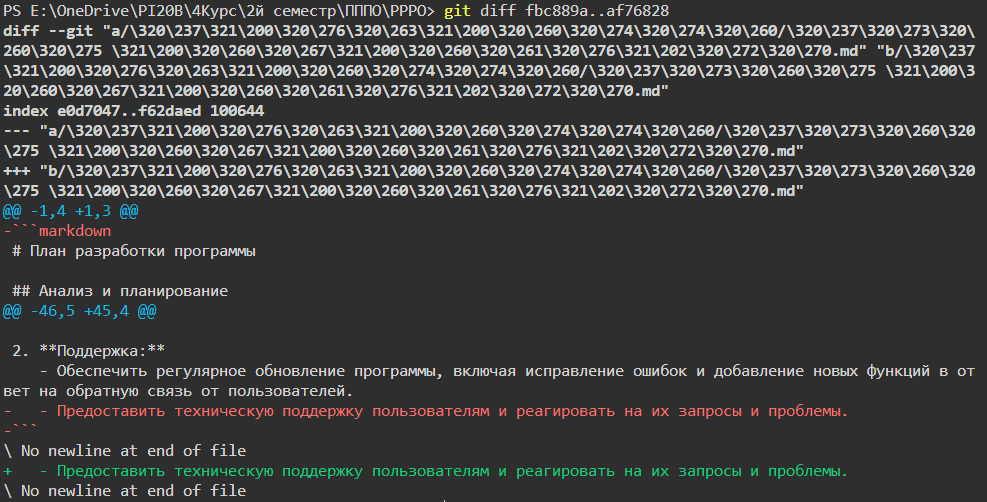 PS E:\OneDrive\PI20B\4Курс\2й семестр\ПППО\PPPO> git diff fbc889a..af76828
diff --git "a/\320\237\321\200\320\276\320\263\321\200\320\260\320\274\320\274\320\260/\320\237\320\273\320\
260\320\275 \321\200\320\260\320\267\321\200\320\260\320\261\320\276\321\202\320\272\320\270.md" "b/\320\237
\321\200\320\276\320\263\321\200\320\260\320\274\320\274\320\260/\320\237\320\273\320\260\320\275 \321\200\3
20\260\320\267\321\200\320\260\320\261\320\276\321\202\320\272\320\270.md"
index e0d7047..f62daed 100644
--- "a/\320\237\321\200\320\276\320\263\321\200\320\260\320\274\320\274\320\260/\320\237\320\273\320\260\320
\275 \321\200\320\260\320\267\321\200\320\260\320\261\320\276\321\202\320\272\320\270.md"
+++ "b/\320\237\321\200\320\276\320\263\321\200\320\260\320\274\320\274\320\260/\320\237\320\273\320\260\320
\275 \321\200\320\260\320\267\321\200\320\260\320\261\320\276\321\202\320\272\320\270.md"
@@ -1,4 +1,3 @@
-```markdown
 # План разработки программы
 ## Анализ и планирование
@@ -46,5 +45,4 @@
 2. **Поддержка:**
    - Обеспечить регулярное обновление программы, включая исправление ошибок и добавление новых функций в от
вет на обратную связь от пользователей.
-   - Предоставить техническую поддержку пользователям и реагировать на их запросы и проблемы.
-```
\ No newline at end of file
+   - Предоставить техническую поддержку пользователям и реагировать на их запросы и проблемы.
\ No newline at end of file